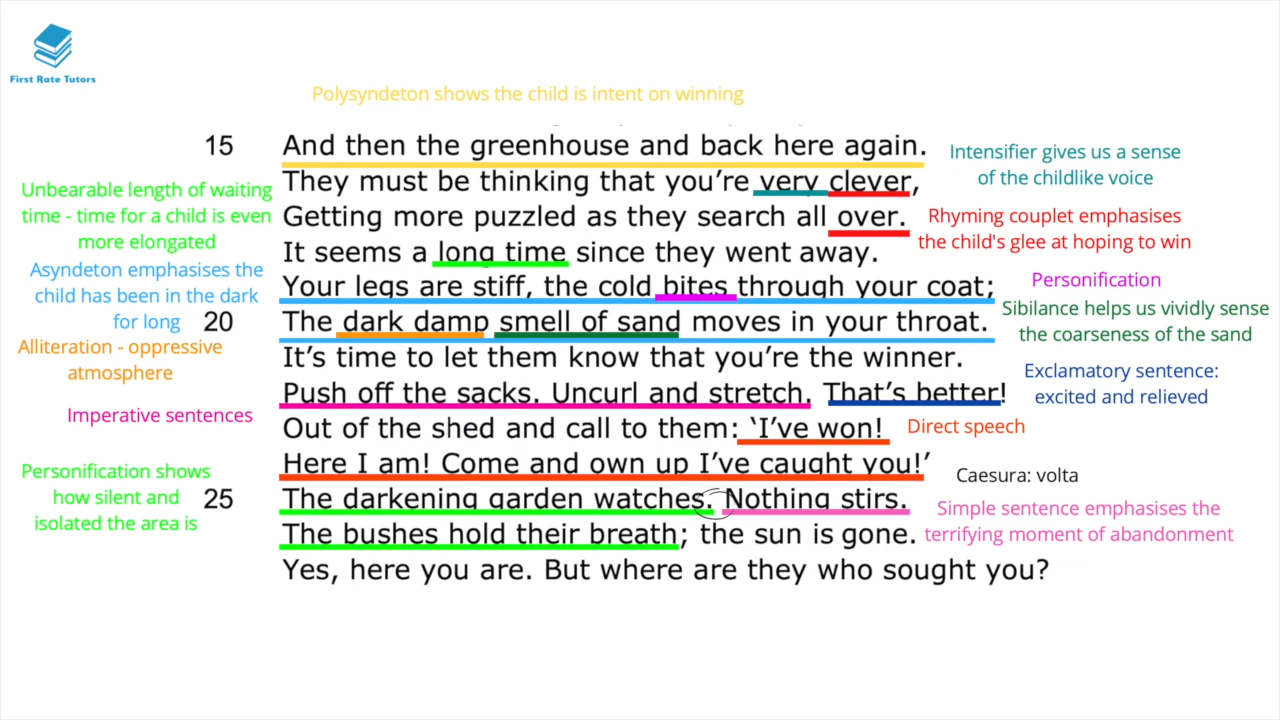 First Rate Tutors
Polysyndeton shows the child is intent on winning
15 And then the greenhouse and back here again.
Intensifier gives us a sense
of the childlike voice
They must be thinking that you’re very clever,
Unbearable length of waiting
time - time for a child is even
more elongated
Getting more puzzled as they search all over.
Rhyming couplet emphasises
the child's glee at hoping to win
It seems a long time since they went away.
Asyndeton emphasises the
child has been in the dark
for long
Your legs are stiff, the cold bites through your coat;
Personification
20 The dark damp smell of sand moves in your throat.
Sibilance helps us vividly sense
the coarseness of the sand
Alliteration - oppressive
atmosphere
It’s time to let them know that you’re the winner.
Push off the sacks. Uncurl and stretch. That’s better!
Exclamatory sentence:
excited and relieved
Imperative sentences
Out of the shed and call to them: ‘I’ve won!
Direct speech
Here I am! Come and own up I’ve caught you!’
Caesura: volta
Personification shows
how silent and
isolated the area is
25 The darkening garden watches. Nothing stirs.
Simple sentence emphasises the
terrifying moment of abandonment
The bushes hold their breath; the sun is gone.
Yes, here you are. But where are they who sought you?